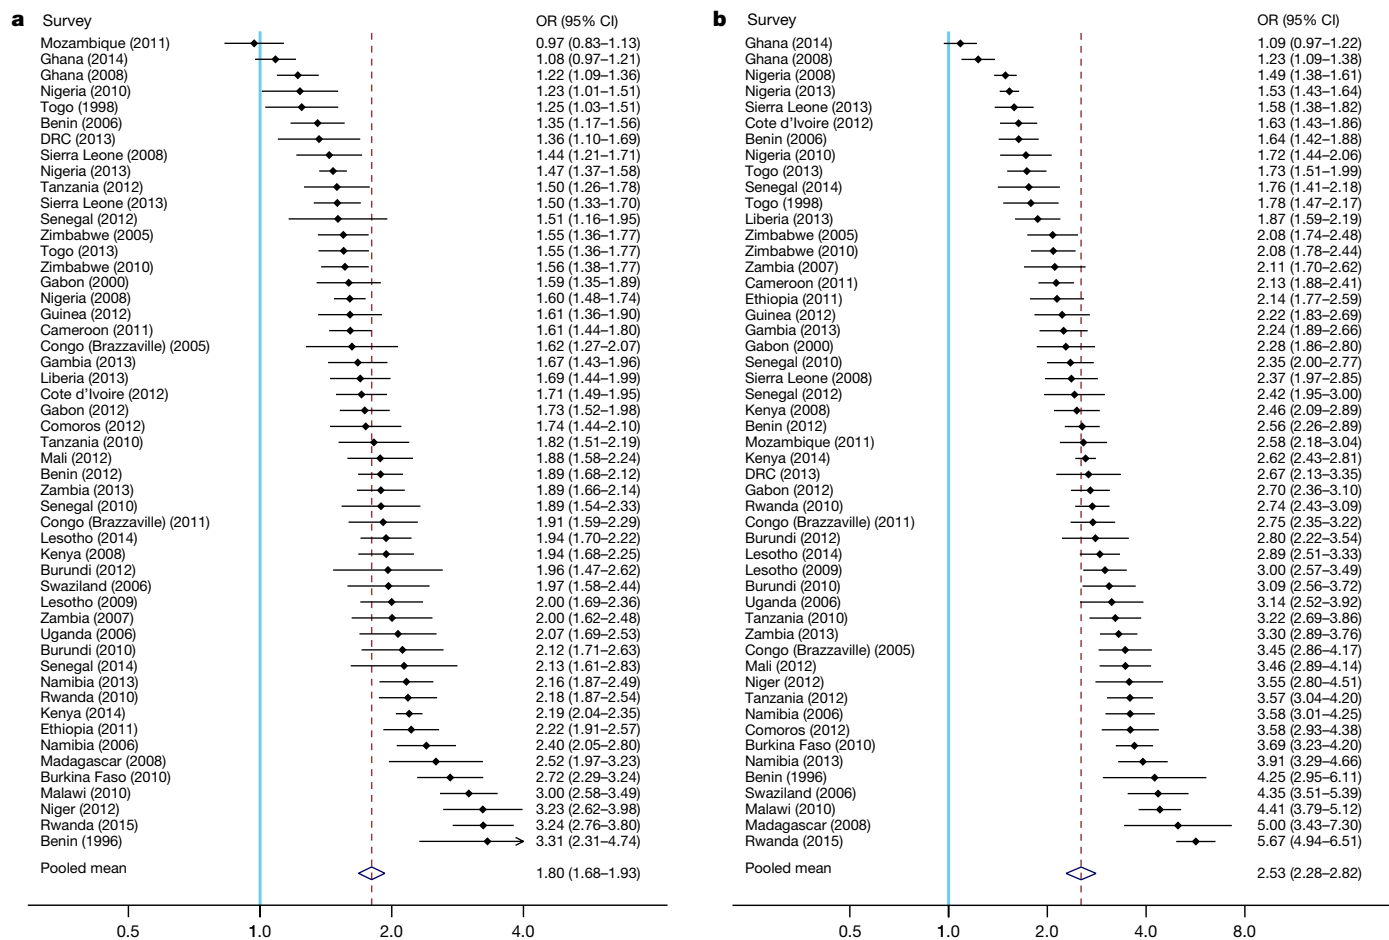 a Survey OR (95% CI)
Mozambique (2011) 0.97 (0.83–1.13)
Ghana (2014) 1.08 (0.97–1.21)
Ghana (2008) 1.22 (1.09–1.36)
Nigeria (2010) 1.23 (1.01–1.51)
Togo (1998) 1.25 (1.03–1.51)
Benin (2006) 1.35 (1.17–1.56)
DRC (2013) 1.36 (1.10–1.69)
Sierra Leone (2008) 1.44 (1.21–1.71)
Nigeria (2013) 1.47 (1.37–1.58)
Tanzania (2012) 1.50 (1.26–1.78)
Sierra Leone (2013) 1.50 (1.33–1.70)
Senegal (2012) 1.51 (1.16–1.95)
Zimbabwe (2005) 1.55 (1.36–1.77)
Togo (2013) 1.55 (1.36–1.77)
Zimbabwe (2010) 1.56 (1.38–1.77)
Gabon (2000) 1.59 (1.35–1.89)
Nigeria (2008) 1.60 (1.48–1.74)
Guinea (2012) 1.61 (1.36–1.90)
Cameroon (2011) 1.61 (1.44–1.80)
Congo (Brazzaville) (2005) 1.62 (1.27–2.07)
Gambia (2013) 1.67 (1.43–1.96)
Liberia (2013) 1.69 (1.44–1.99)
Cote d’Ivoire (2012) 1.71 (1.49–1.95)
Gabon (2012) 1.73 (1.52–1.98)
Comoros (2012) 1.74 (1.44–2.10)
Tanzania (2010) 1.82 (1.51–2.19)
Mali (2012) 1.88 (1.58–2.24)
Benin (2012) 1.89 (1.68–2.12)
Zambia (2013) 1.89 (1.66–2.14)
Senegal (2010) 1.89 (1.54–2.33)
Congo (Brazzaville) (2011) 1.91 (1.59–2.29)
Lesotho (2014) 1.94 (1.70–2.22)
Kenya (2008) 1.94 (1.68–2.25)
Burundi (2012) 1.96 (1.47–2.62)
Swaziland (2006) 1.97 (1.58–2.44)
Lesotho (2009) 2.00 (1.69–2.36)
Zambia (2007) 2.00 (1.62–2.48)
Uganda (2006) 2.07 (1.69–2.53)
Burundi (2010) 2.12 (1.71–2.63)
Senegal (2014) 2.13 (1.61–2.83)
Namibia (2013) 2.16 (1.87–2.49)
Rwanda (2010) 2.18 (1.87–2.54)
Kenya (2014) 2.19 (2.04–2.35)
Ethiopia (2011) 2.22 (1.91–2.57)
Namibia (2006) 2.40 (2.05–2.80)
Madagascar (2008) 2.52 (1.97–3.23)
Burkina Faso (2010) 2.72 (2.29–3.24)
Malawi (2010) 3.00 (2.58–3.49)
Niger (2012) 3.23 (2.62–3.98)
Rwanda (2015) 3.24 (2.76–3.80)
Benin (1996) 3.31 (2.31–4.74)
Pooled mean 1.80 (1.68–1.93)
0.5 1.0 2.0 4.0
b Survey OR (95% CI)
Ghana (2014) 1.09 (0.97–1.22)
Ghana (2008) 1.23 (1.09–1.38)
Nigeria (2008) 1.49 (1.38–1.61)
Nigeria (2013) 1.53 (1.43–1.64)
Sierra Leone (2013) 1.58 (1.38–1.82)
Cote d’Ivoire (2012) 1.63 (1.43–1.86)
Benin (2006) 1.64 (1.42–1.88)
Nigeria (2010) 1.72 (1.44–2.06)
Togo (2013) 1.73 (1.51–1.99)
Senegal (2014) 1.76 (1.41–2.18)
Togo (1998) 1.78 (1.47–2.17)
Liberia (2013) 1.87 (1.59–2.19)
Zimbabwe (2005) 2.08 (1.74–2.48)
Zimbabwe (2010) 2.08 (1.78–2.44)
Zambia (2007) 2.11 (1.70–2.62)
Cameroon (2011) 2.13 (1.88–2.41)
Ethiopia (2011) 2.14 (1.77–2.59)
Guinea (2012) 2.22 (1.83–2.69)
Gambia (2013) 2.24 (1.89–2.66)
Gabon (2000) 2.28 (1.86–2.80)
Senegal (2010) 2.35 (2.00–2.77)
Sierra Leone (2008) 2.37 (1.97–2.85)
Senegal (2012) 2.42 (1.95–3.00)
Kenya (2008) 2.46 (2.09–2.89)
Benin (2012) 2.56 (2.26–2.89)
Mozambique (2011) 2.58 (2.18–3.04)
Kenya (2014) 2.62 (2.43–2.81)
DRC (2013) 2.67 (2.13–3.35)
Gabon (2012) 2.70 (2.36–3.10)
Rwanda (2010) 2.74 (2.43–3.09)
Congo (Brazzaville) (2011) 2.75 (2.35–3.22)
Burundi (2012) 2.80 (2.22–3.54)
Lesotho (2014) 2.89 (2.51–3.33)
Lesotho (2009) 3.00 (2.57–3.49)
Burundi (2010) 3.09 (2.56–3.72)
Uganda (2006) 3.14 (2.52–3.92)
Tanzania (2010) 3.22 (2.69–3.86)
Zambia (2013) 3.30 (2.89–3.76)
Congo (Brazzaville) (2005) 3.45 (2.86–4.17)
Mali (2012) 3.46 (2.89–4.14)
Niger (2012) 3.55 (2.80–4.51)
Tanzania (2012) 3.57 (3.04–4.20)
Namibia (2006) 3.58 (3.01–4.25)
Comoros (2012) 3.58 (2.93–4.38)
Burkina Faso (2010) 3.69 (3.23–4.20)
Namibia (2013) 3.91 (3.29–4.66)
Benin (1996) 4.25 (2.95–6.11)
Swaziland (2006) 4.35 (3.51–5.39)
Malawi (2010) 4.41 (3.79–5.12)
Madagascar (2008) 5.00 (3.43–7.30)
Rwanda (2015) 5.67 (4.94–6.51)
Pooled mean 2.53 (2.28–2.82)
0.5 1.0 2.0 4.0 8.0